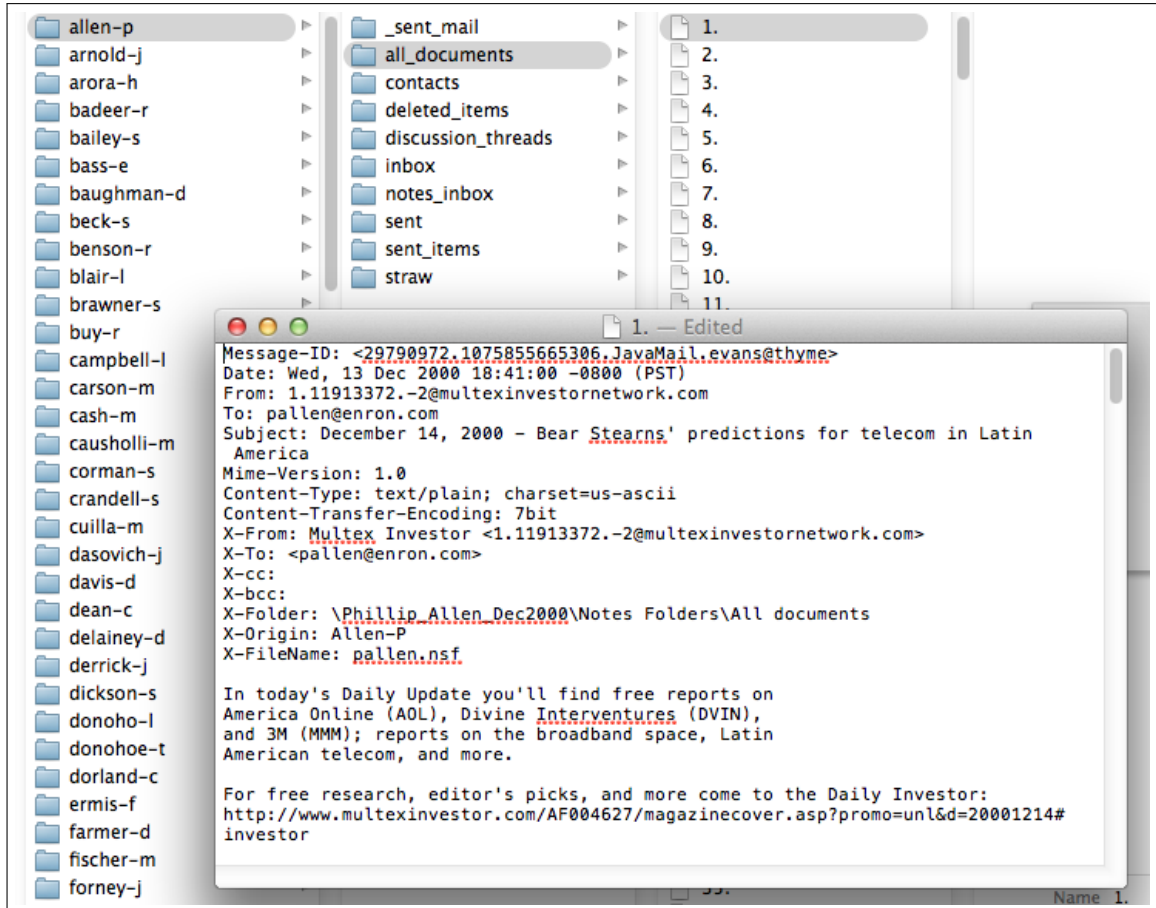 allen-p
arnold-j
arora-h
badeer-r
bailey-s
bass-e
baughman-d
beck-s
benson-r
blair-l
brawner-s
buy-r
campbell-l
carson-m
cash-m
causholli-m
corman-s
crandell-s
cuilla-m
dasovich-j
davis-d
dean-c
delainey-d
derrick-j
dickson-s
donoho-l
donohoe-t
dorland-c
ermis-f
farmer-d
fischer-m
forney-j
_sent_mail
all_documents
contacts
deleted_items
discussion_threads
inbox
notes_inbox
sent
sent_items
straw
1.
2.
3.
4.
5.
6.
7.
8.
9.
10.
11.
1. — Edited
Message-ID: <29790972.1075855665306.JavaMail.evans@thyme>
Date: Wed, 13 Dec 2000 18:41:00 -0800 (PST)
From: 1.11913372.-2@multexinvestornetwork.com
To: pallen@enron.com
Subject: December 14, 2000 - Bear Stearns' predictions for telecom in Latin
America
Mime-Version: 1.0
Content-Type: text/plain; charset=us-ascii
Content-Transfer-Encoding: 7bit
X-From: Multex Investor <1.11913372.-2@multexinvestornetwork.com>
X-To: <pallen@enron.com>
X-cc:
X-bcc:
X-Folder: \Phillip_Allen_Dec2000\Notes Folders\All documents
X-Origin: Allen-P
X-FileName: pallen.nsf
In today's Daily Update you'll find free reports on
America Online (AOL), Divine Interventures (DVIN),
and 3M (MMM); reports on the broadband space, Latin
American telecom, and more.
For free research, editor's picks, and more come to the Daily Investor:
http://www.multexinvestor.com/AF004627/magazinecover.asp?promo=unl&d=20001214#
investor
Name 1.